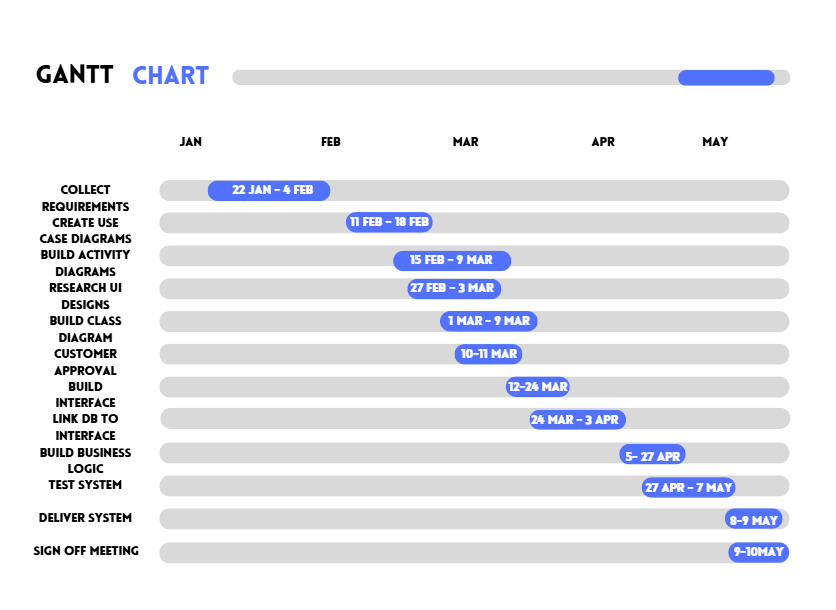 GANTT CHART
JAN FEB MAR APR MAY
COLLECT 22 JAN – 4 FEB
REQUIREMENTS
CREATE USE 11 FEB – 18 FEB
CASE DIAGRAMS
BUILD ACTIVITY 15 FEB – 9 MAR
DIAGRAMS
RESEARCH UI 27 FEB – 3 MAR
DESIGNS
BUILD CLASS 1 MAR – 9 MAR
DIAGRAM
CUSTOMER 10-11 MAR
APPROVAL
BUILD 12-24 MAR
INTERFACE
LINK DB TO 24 MAR – 3 APR
INTERFACE
BUILD BUSINESS 5- 27 APR
LOGIC
TEST SYSTEM 27 APR – 7 MAY
DELIVER SYSTEM 8-9 MAY
SIGN OFF MEETING 9-10MAY